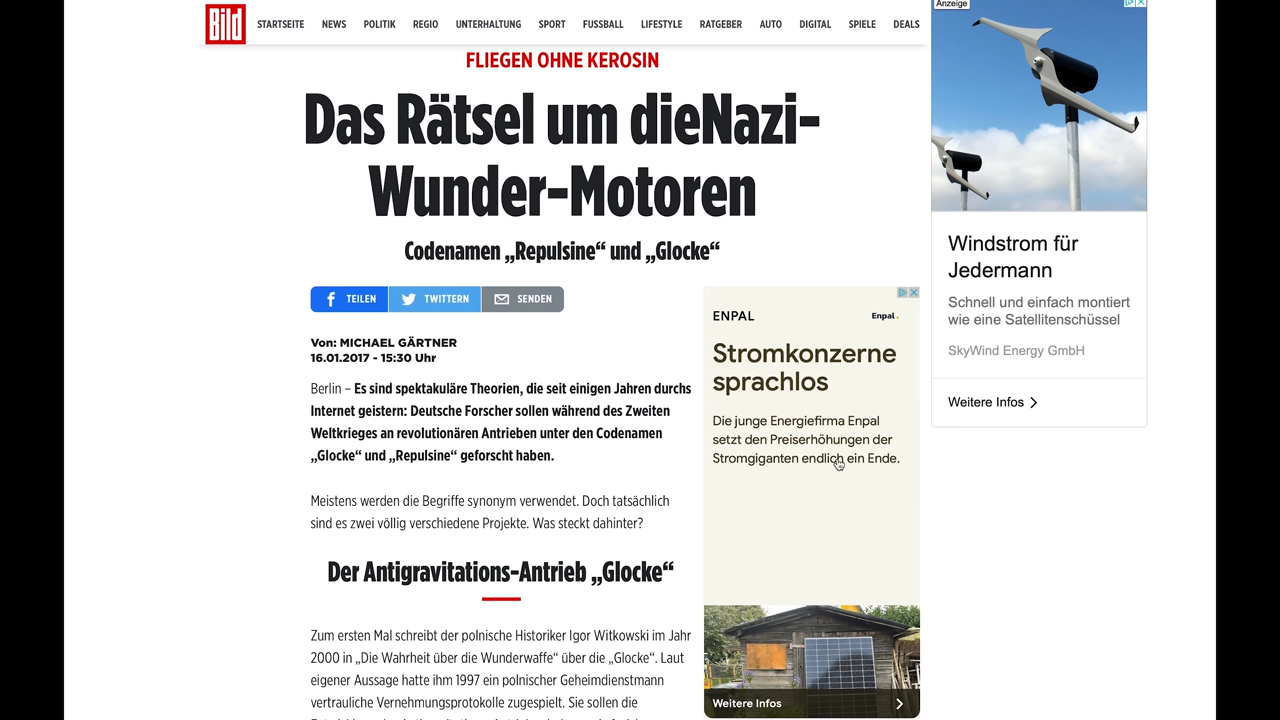 Bild
STARTSEITE NEWS POLITIK REGIO UNTERHALTUNG SPORT FUSSBALL LIFESTYLE RATGEBER AUTO DIGITAL SPIELE DEALS
FLIEGEN OHNE KEROSIN
Das Rätsel um dieNazi-
Wunder-Motoren
Codenamen „Repulsine“ und „Glocke“
TEILEN TWITTERN SENDEN
Von: MICHAEL GÄRTNER
16.01.2017 - 15:30 Uhr
Berlin – Es sind spektakuläre Theorien, die seit einigen Jahren durchs
Internet geistern: Deutsche Forscher sollen während des Zweiten
Weltkrieges an revolutionären Antrieben unter den Codenamen
„Glocke“ und „Repulsine“ geforscht haben.
Meistens werden die Begriffe synonym verwendet. Doch tatsächlich
sind es zwei völlig verschiedene Projekte. Was steckt dahinter?
Der Antigravitations-Antrieb „Glocke“
Zum ersten Mal schreibt der polnische Historiker Igor Witkowski im Jahr
2000 in „Die Wahrheit über die Wunderwaffe“ über die „Glocke“. Laut
eigener Aussage hatte ihm 1997 ein polnischer Geheimdienstmann
vertrauliche Vernehmungsprotokolle zugespielt. Sie sollen die
ENPAL
Enpal.
Stromkonzerne
sprachlos
Die junge Energiefirma Enpal
setzt den Preiserhöhungen der
Stromgiganten endlich ein Ende.
Weitere Infos
Anzeige
Windstrom für
Jedermann
Schnell und einfach montiert
wie eine Satellitenschüssel
SkyWind Energy GmbH
Weitere Infos